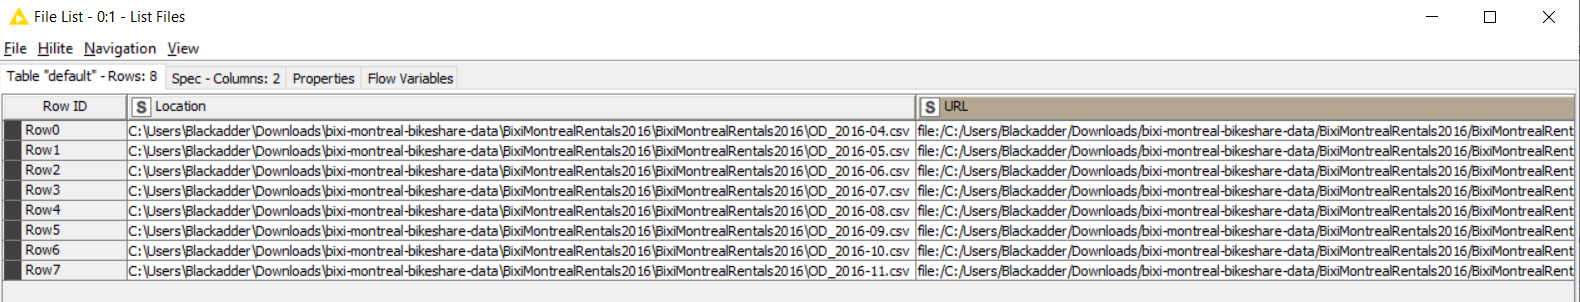 File List - 0:1 - List Files
File Hilite Navigation View
Table "default" - Rows: 8 Spec - Columns: 2 Properties Flow Variables
Row ID S Location S URL
Row0 C:\Users\Blackadder\Downloads\bixi-montreal-bikeshare-data\BixiMontrealRentals2016\BixiMontrealRentals2016\OD_2016-04.csv file:/C:/Users/Blackadder/Downloads/bixi-montreal-bikeshare-data/BixiMontrealRentals2016/BixiMontrealRent
Row1 C:\Users\Blackadder\Downloads\bixi-montreal-bikeshare-data\BixiMontrealRentals2016\BixiMontrealRentals2016\OD_2016-05.csv file:/C:/Users/Blackadder/Downloads/bixi-montreal-bikeshare-data/BixiMontrealRentals2016/BixiMontrealRent
Row2 C:\Users\Blackadder\Downloads\bixi-montreal-bikeshare-data\BixiMontrealRentals2016\BixiMontrealRentals2016\OD_2016-06.csv file:/C:/Users/Blackadder/Downloads/bixi-montreal-bikeshare-data/BixiMontrealRentals2016/BixiMontrealRent
Row3 C:\Users\Blackadder\Downloads\bixi-montreal-bikeshare-data\BixiMontrealRentals2016\BixiMontrealRentals2016\OD_2016-07.csv file:/C:/Users/Blackadder/Downloads/bixi-montreal-bikeshare-data/BixiMontrealRentals2016/BixiMontrealRent
Row4 C:\Users\Blackadder\Downloads\bixi-montreal-bikeshare-data\BixiMontrealRentals2016\BixiMontrealRentals2016\OD_2016-08.csv file:/C:/Users/Blackadder/Downloads/bixi-montreal-bikeshare-data/BixiMontrealRentals2016/BixiMontrealRent
Row5 C:\Users\Blackadder\Downloads\bixi-montreal-bikeshare-data\BixiMontrealRentals2016\BixiMontrealRentals2016\OD_2016-09.csv file:/C:/Users/Blackadder/Downloads/bixi-montreal-bikeshare-data/BixiMontrealRentals2016/BixiMontrealRent
Row6 C:\Users\Blackadder\Downloads\bixi-montreal-bikeshare-data\BixiMontrealRentals2016\BixiMontrealRentals2016\OD_2016-10.csv file:/C:/Users/Blackadder/Downloads/bixi-montreal-bikeshare-data/BixiMontrealRentals2016/BixiMontrealRent
Row7 C:\Users\Blackadder\Downloads\bixi-montreal-bikeshare-data\BixiMontrealRentals2016\BixiMontrealRentals2016\OD_2016-11.csv file:/C:/Users/Blackadder/Downloads/bixi-montreal-bikeshare-data/BixiMontrealRentals2016/BixiMontrealRent